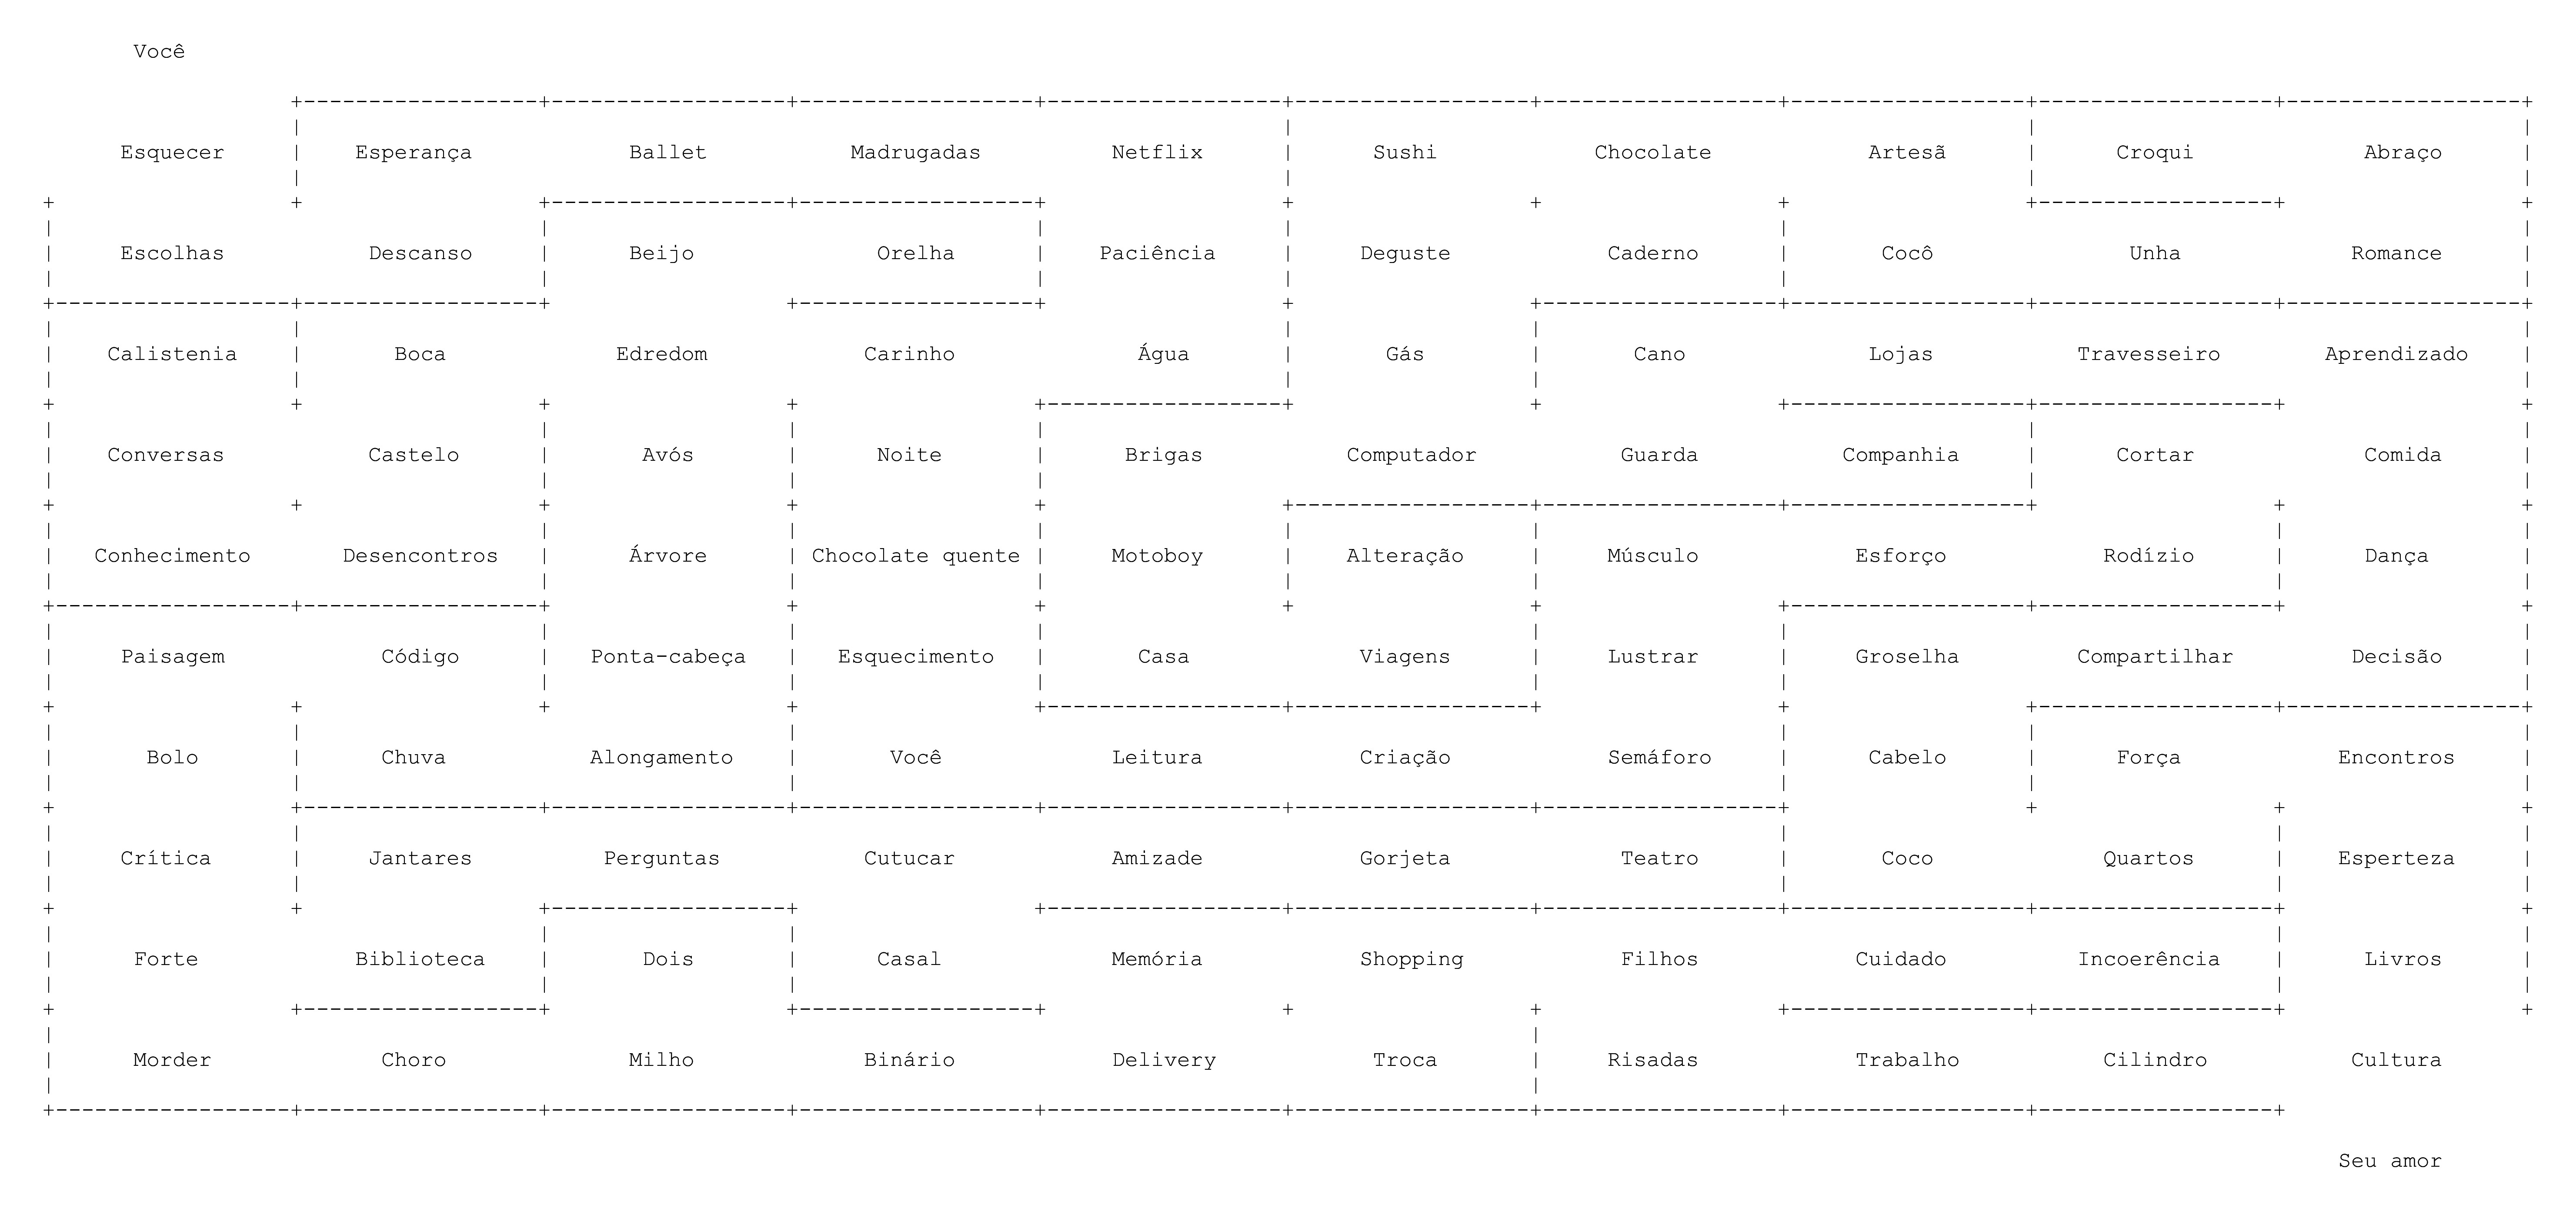 Você
Esquecer Esperança Ballet Madrugadas Netflix Sushi Chocolate Artesã Croqui Abraço
Escolhas Descanso Beijo Orelha Paciência Deguste Caderno Cocô Unha Romance
Calistenia Boca Edredom Carinho Água Gás Cano Lojas Travesseiro Aprendizado
Conversas Castelo Avós Noite Brigas Computador Guarda Companhia Cortar Comida
Conhecimento Desencontros Árvore Chocolate quente Motoboy Alteração Músculo Esforço Rodízio Dança
Paisagem Código Ponta-cabeça Esquecimento Casa Viagens Lustrar Groselha Compartilhar Decisão
Bolo Chuva Alongamento Você Leitura Criação Semáforo Cabelo Força Encontros
Crítica Jantares Perguntas Cutucar Amizade Gorjeta Teatro Coco Quartos Esperteza
Forte Biblioteca Dois Casal Memória Shopping Filhos Cuidado Incoerência Livros
Morder Choro Milho Binário Delivery Troca Risadas Trabalho Cilindro Cultura
Seu amor